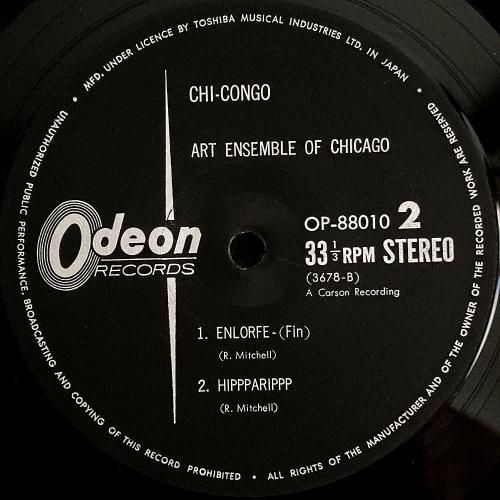 MFD. UNDER LICENCE BY TOSHIBA MUSICAL INDUSTRIES LTD. IN JAPAN
CHI-CONGO
ART ENSEMBLE OF CHICAGO
Odeon
RECORDS
OP-88010 2
33 1/3 RPM STEREO
(3678-B)
A Carson Recording
1. ENLORFE-(Fin)
(R. Mitchell)
2. HIPPPARIPPP
(R. Mitchell)
UNAUTHORIZED PUBLIC PERFORMANCE, BROADCASTING AND COPYING OF THIS RECORD PROHIBITED • ALL RIGHTS OF THE MANUFACTURER AND OF THE OWNER OF THE RECORDED WORK ARE RESERVED •